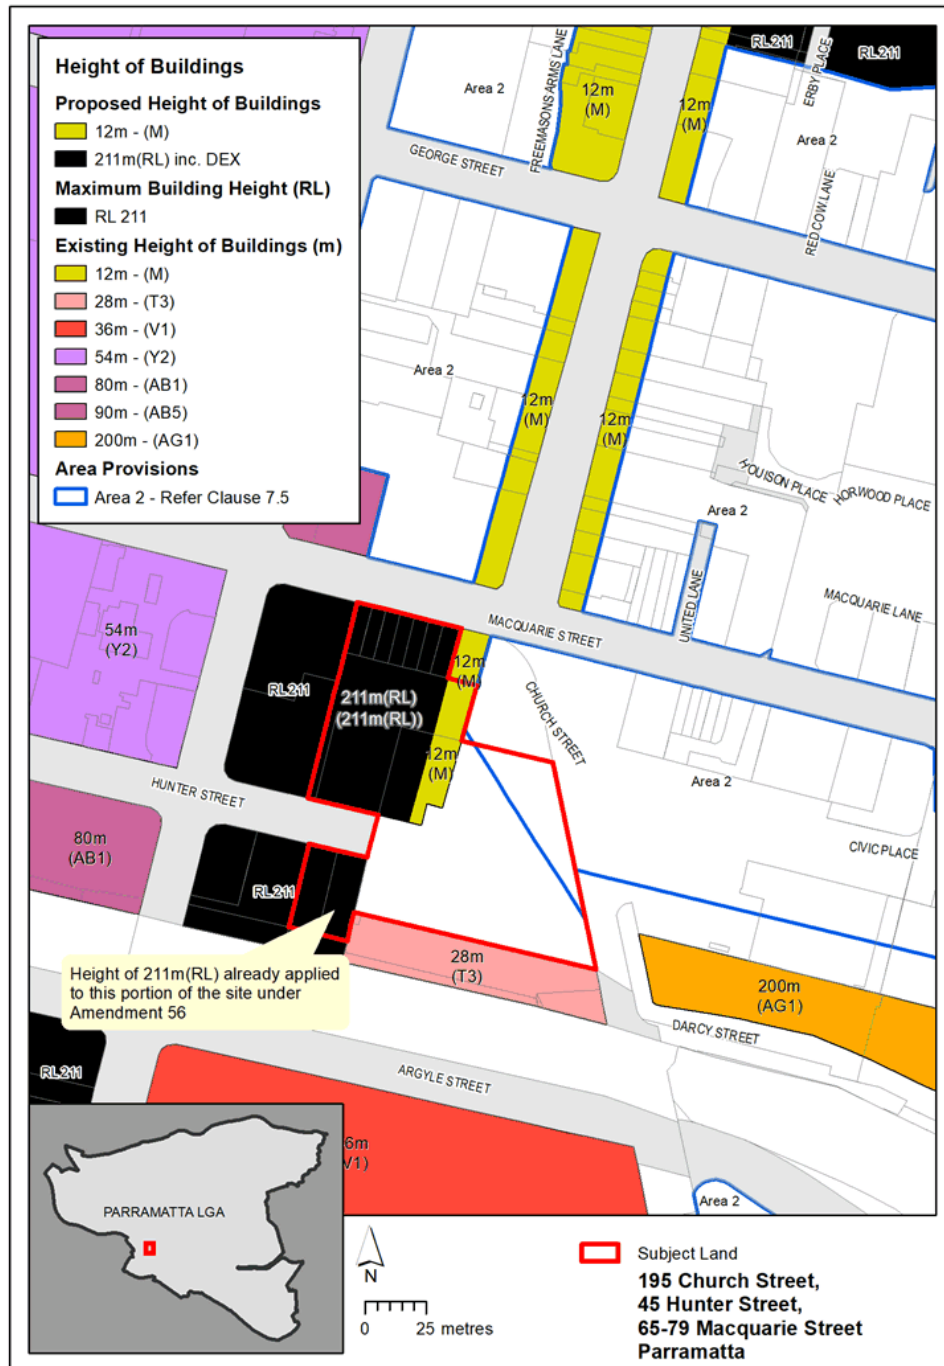 Height of Buildings
Proposed Height of Buildings
12m - (M)
211m(RL) inc. DEX
Maximum Building Height (RL)
RL 211
Existing Height of Buildings (m)
12m - (M)
28m - (T3)
36m - (V1)
54m - (Y2)
80m - (AB1)
90m - (AB5)
200m - (AG1)
Area Provisions
Area 2 - Refer Clause 7.5
Area 2
FREEMASONS ARMS LANE
12m
(M)
12m
(M)
RL211
ERBY PLACE
RL211
Area 2
GEORGE STREET
RED COW LANE
Area 2
12m
(M)
12m
(M)
HOUISON PLACE
HORWOOD PLACE
Area 2
UNITED LANE
MACQUARIE LANE
MACQUARIE STREET
54m
(Y2)
RL211
211m(RL)
(211m(RL))
12m
(M)
12m
(M)
CHURCH STREET
Area 2
HUNTER STREET
80m
(AB1)
RL211
CIVIC PLACE
Height of 211m(RL) already applied
to this portion of the site under
Amendment 56
28m
(T3)
200m
(AG1)
DARCY STREET
RL211
ARGYLE STREET
6m
V1)
Area 2
PARRAMATTA LGA
N
0 25 metres
Subject Land
195 Church Street,
45 Hunter Street,
65-79 Macquarie Street
Parramatta